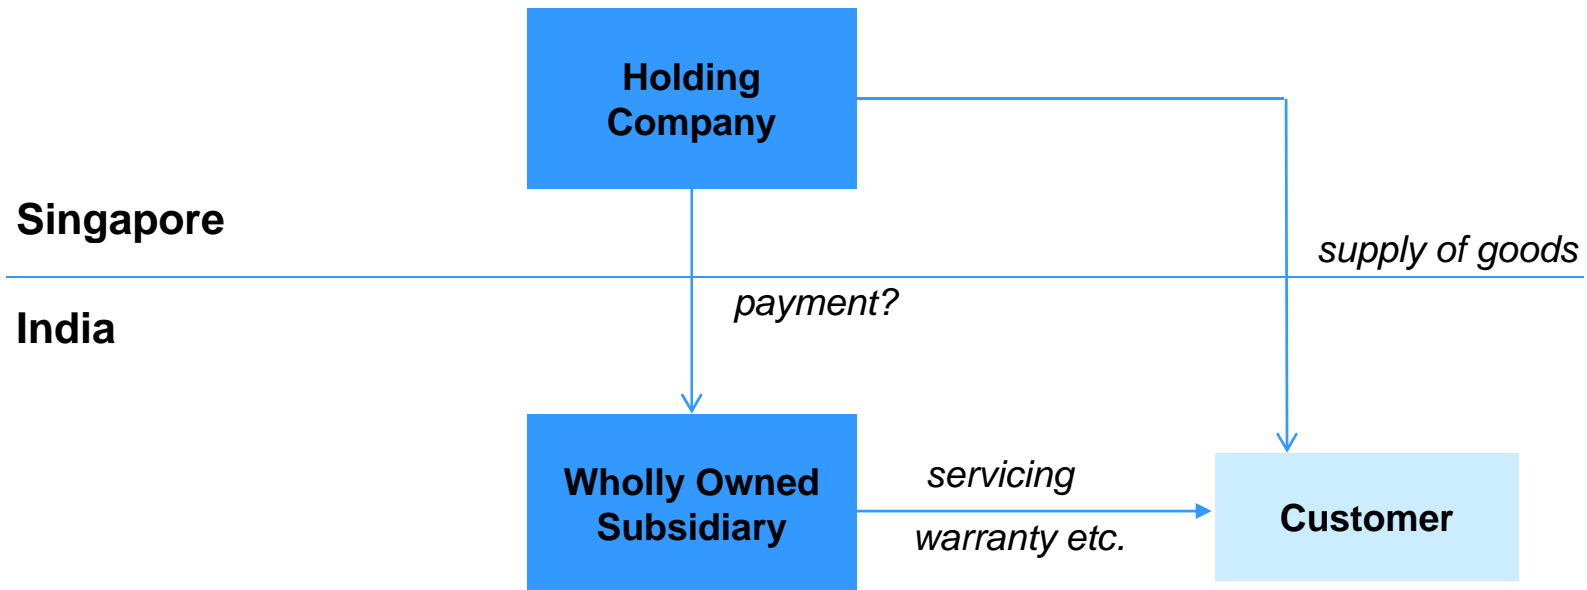 Holding
Company
Singapore
supply of goods
payment?
India
Wholly Owned
Subsidiary
servicing
warranty etc.
Customer